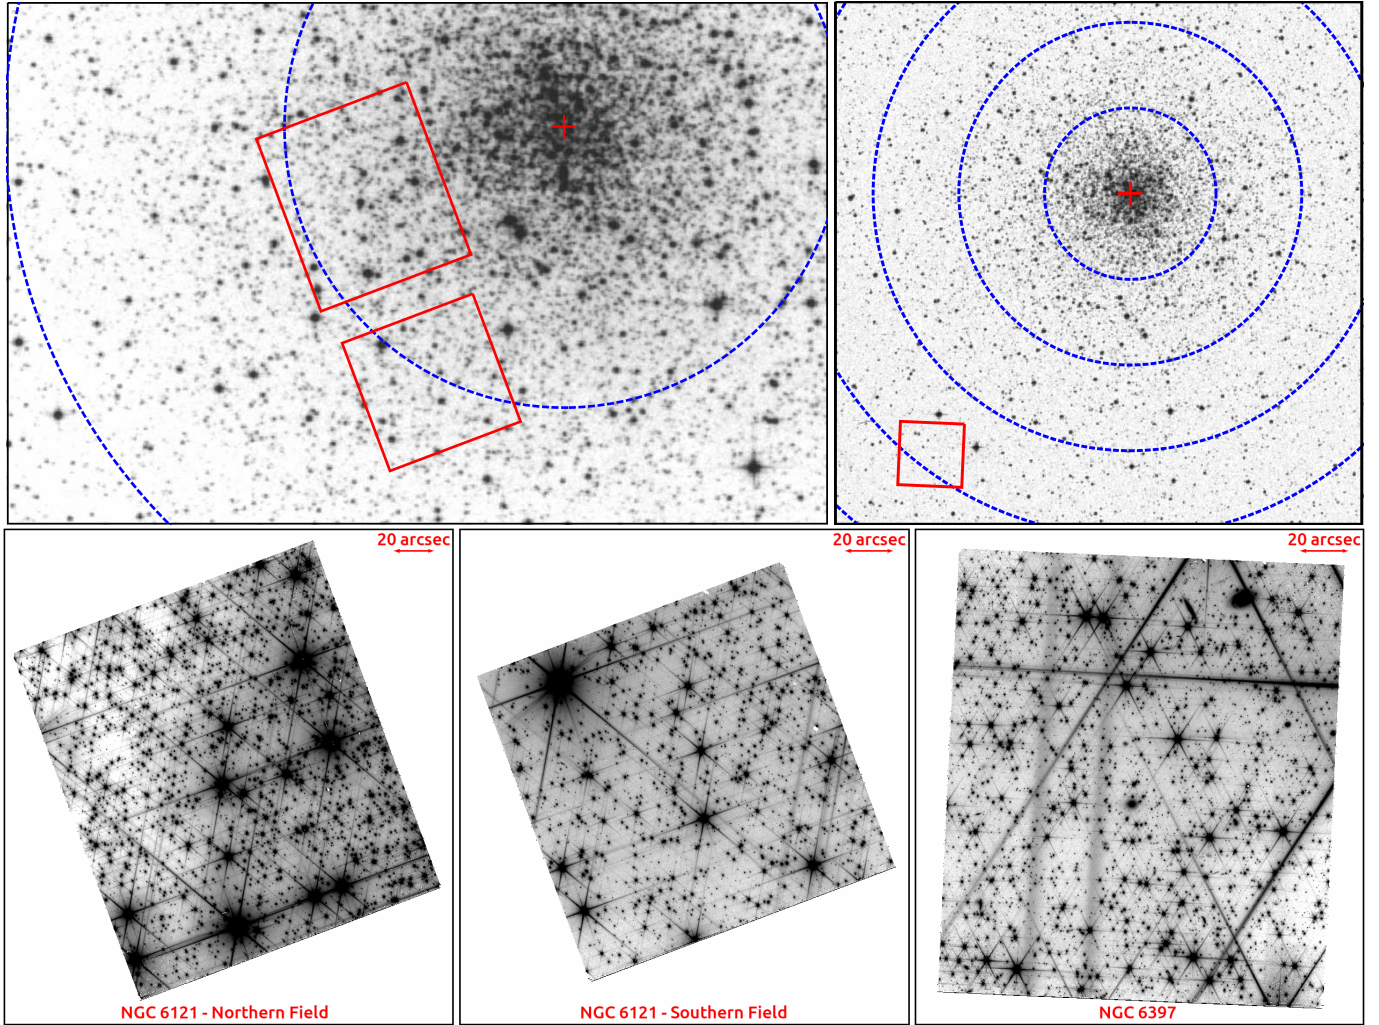 20 arcsec
20 arcsec
20 arcsec
NGC 6121 - Northern Field
NGC 6121 - Southern Field
NGC 6397